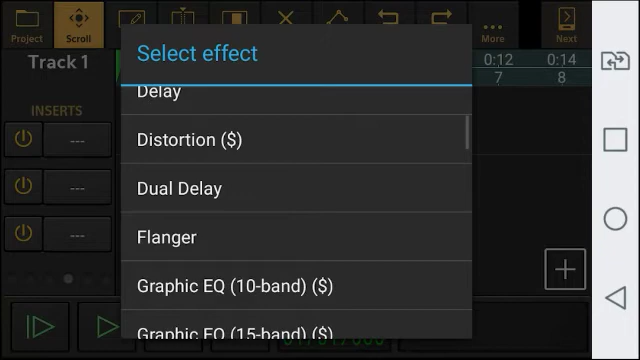 Project
Scroll
More
Next
Track 1
0:12
0:14
7
8
INSERTS
---
---
---
Select effect
Delay
Distortion ($)
Dual Delay
Flanger
Graphic EQ (10-band) ($)
Graphic EQ (15-band) ($)